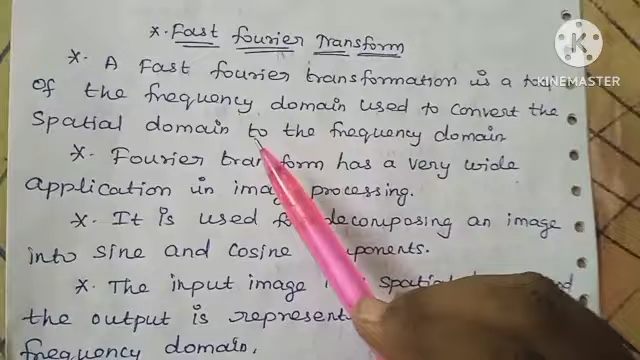 * Fast Fourier Transform
* A Fast fourier transformation is a
of the frequency domain used to convert the
Spatial domain to the frequency domain
* Fourier transform has a very wide
application in image processing.
* It is used for decomposing an image
into sine and cosine components.
* The input image
the output is
frequency domain.
KINEMASTER